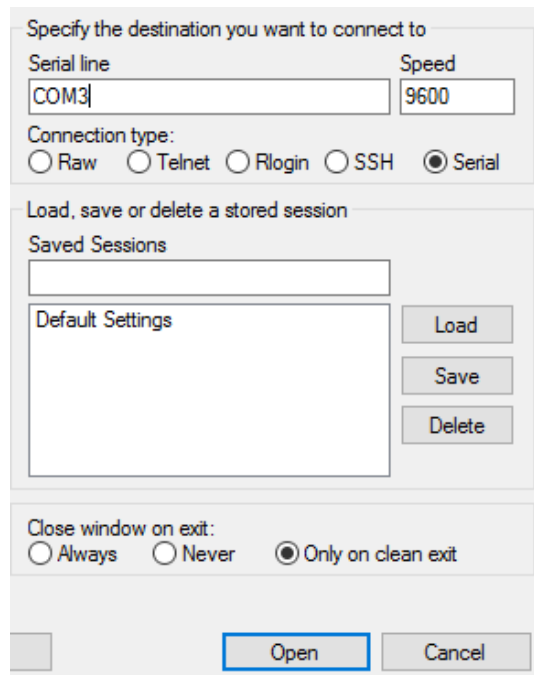 Specify the destination you want to connect to
Serial line Speed
COM3 9600
Connection type:
Raw Telnet Rlogin SSH Serial
Load, save or delete a stored session
Saved Sessions
Default Settings
Load
Save
Delete
Close window on exit:
Always Never Only on clean exit
Open Cancel